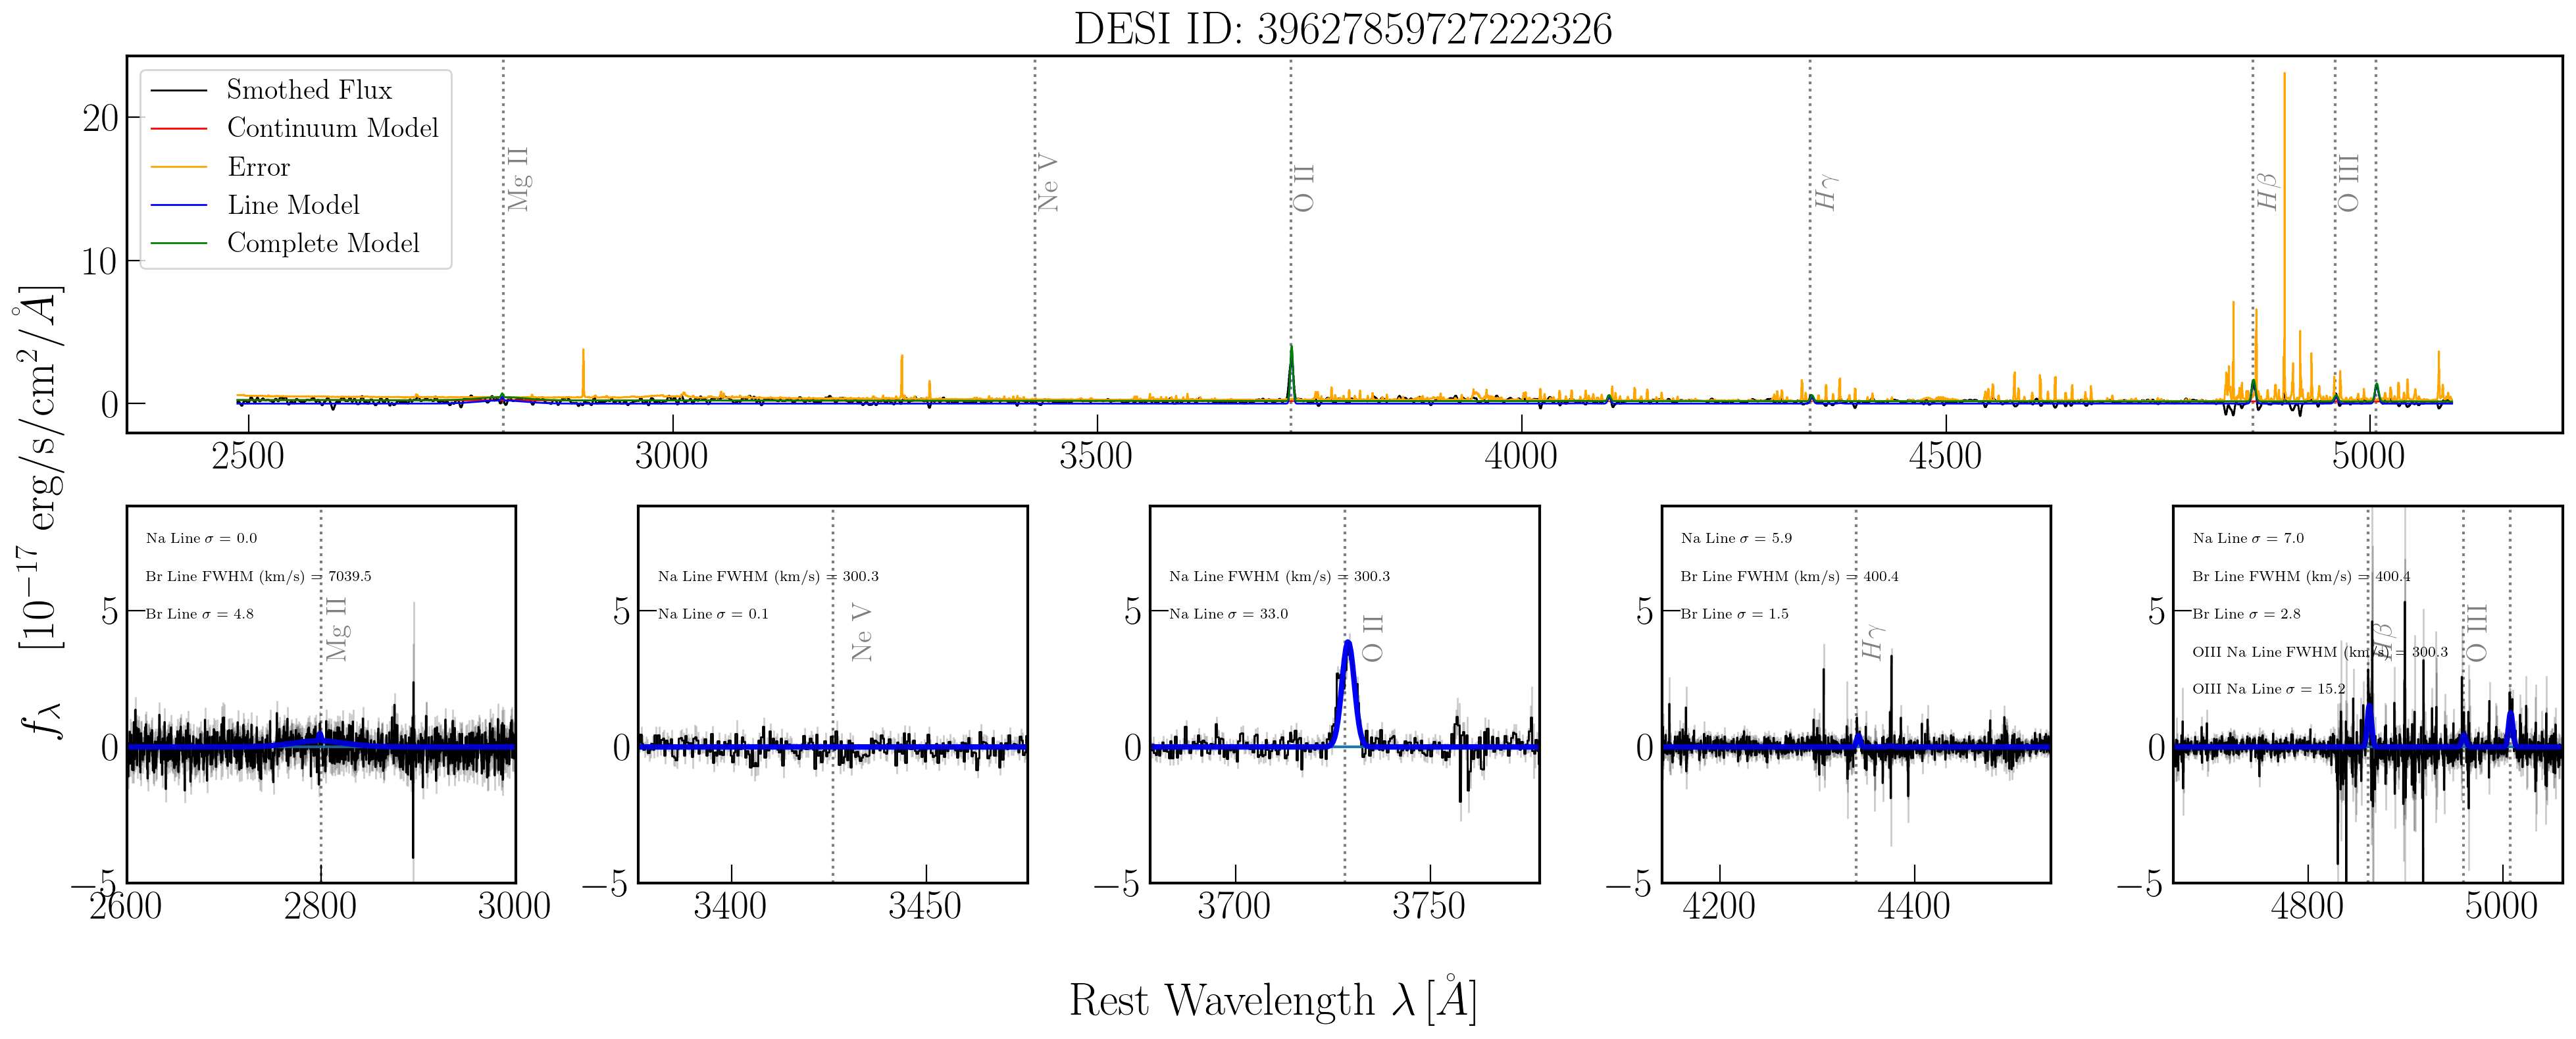 DESI ID: 39627859727222326
Smothed Flux
Continuum Model
Error
Line Model
Complete Model
Mg II
Ne V
O II
Hγ
Hβ
O III
20
10
0
2500 3000 3500 4000 4500 5000
f_λ [10⁻¹⁷ erg/s/cm²/Å]
Na Line σ = 0.0
Br Line FWHM (km/s) = 7039.5
Br Line σ = 4.8
Mg II
5
0
−5
2600 2800 3000
Na Line FWHM (km/s) = 300.3
Na Line σ = 0.1
Ne V
5
0
−5
3400 3450
Na Line FWHM (km/s) = 300.3
Na Line σ = 33.0
O II
5
0
−5
3700 3750
Na Line σ = 5.9
Br Line FWHM (km/s) = 400.4
Br Line σ = 1.5
Hγ
5
0
−5
4200 4400
Na Line σ = 7.0
Br Line FWHM (km/s) = 400.4
Br Line σ = 2.8
OIII Na Line FWHM (km/s) = 300.3
OIII Na Line σ = 15.2
Hβ
O III
5
0
−5
4800 5000
Rest Wavelength λ [Å]